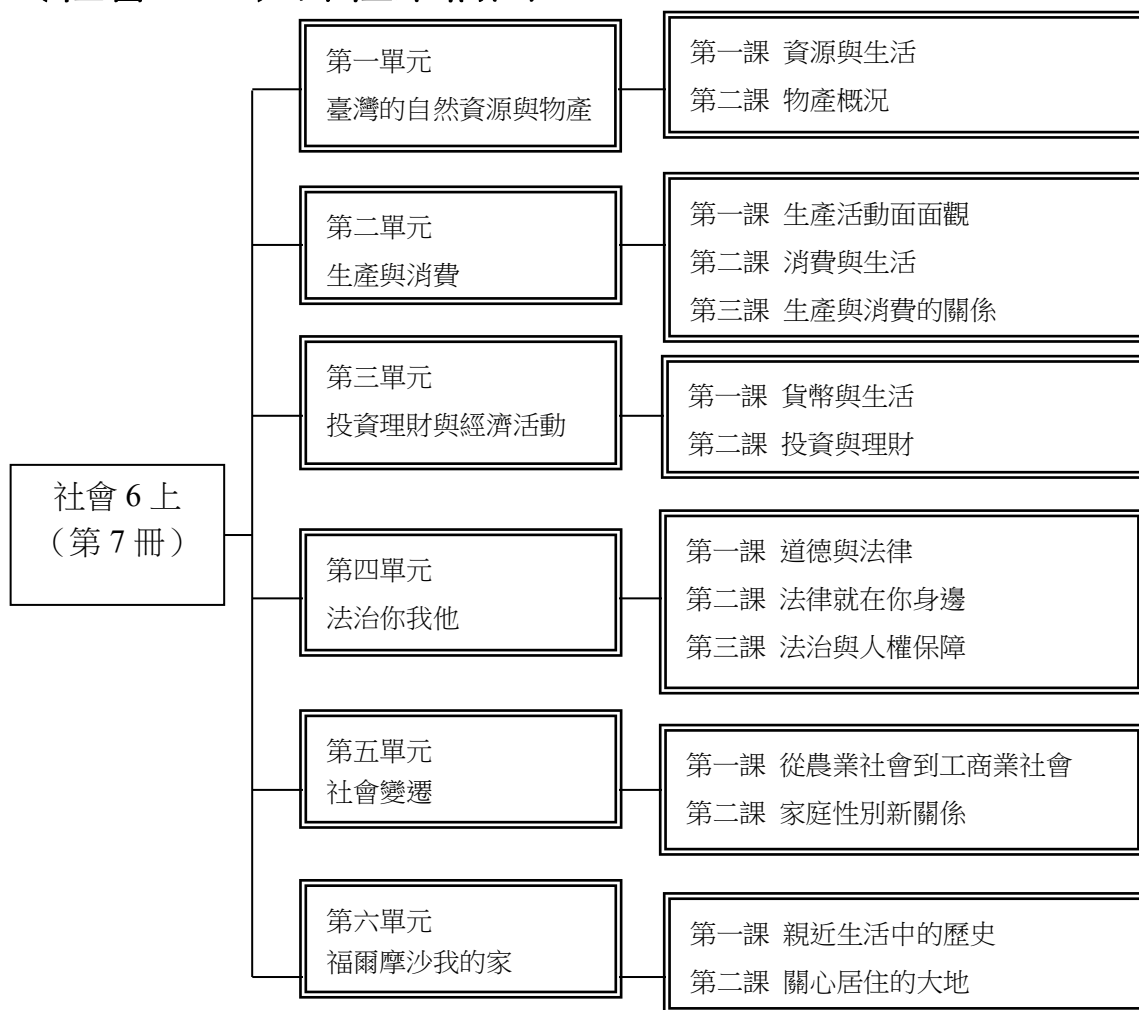 社會 6 上
（第 7 冊）
第一單元
臺灣的自然資源與物產
第一課 資源與生活
第二課 物產概況
第二單元
生產與消費
第一課 生產活動面面觀
第二課 消費與生活
第三課 生產與消費的關係
第三單元
投資理財與經濟活動
第一課 貨幣與生活
第二課 投資與理財
第四單元
法治你我他
第一課 道德與法律
第二課 法律就在你身邊
第三課 法治與人權保障
第五單元
社會變遷
第一課 從農業社會到工商業社會
第二課 家庭性別新關係
第六單元
福爾摩沙我的家
第一課 親近生活中的歷史
第二課 關心居住的大地